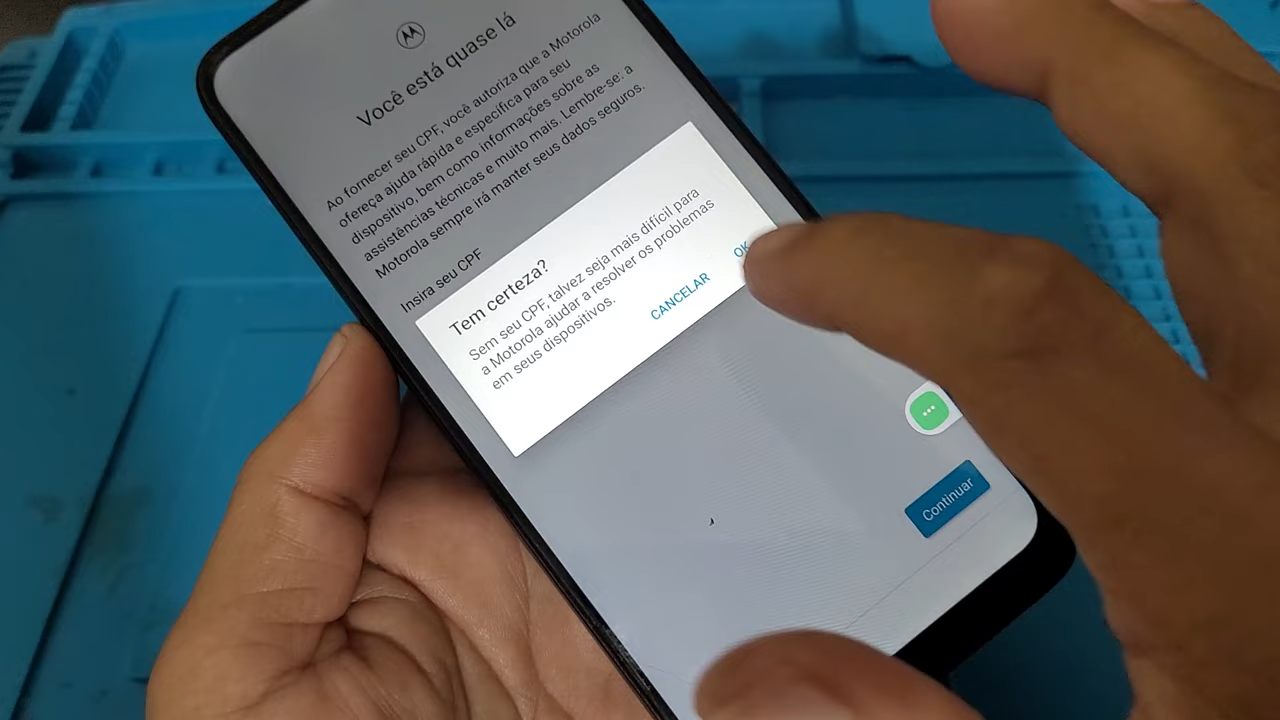 Você está quase lá
Ao fornecer seu CPF, você autoriza que a Motorola
ofereça ajuda rápida e específica para seu
dispositivo, bem como informações sobre as
assistências técnicas e muito mais. Lembre-se: a
Motorola sempre irá manter seus dados seguros.
Insira seu CPF
Tem certeza?
Sem seu CPF, talvez seja mais difícil para
a Motorola ajudar a resolver os problemas
em seus dispositivos.
CANCELAR
OK
Continuar